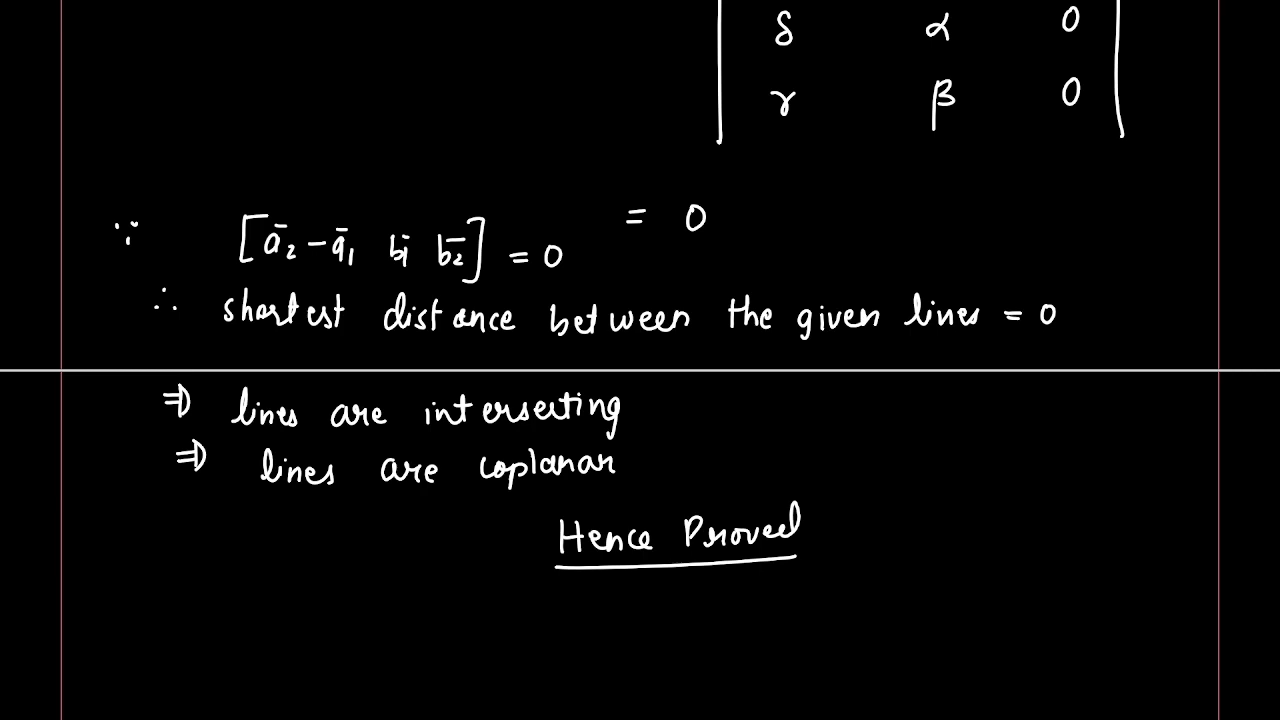 δ α 0
γ β 0
= 0
∵ [ā₂ - ā₁ b̄₁ b̄₂] = 0
∴ shortest distance between the given lines = 0
⇒ lines are interseting
⇒ lines are coplanar
Hence Proved